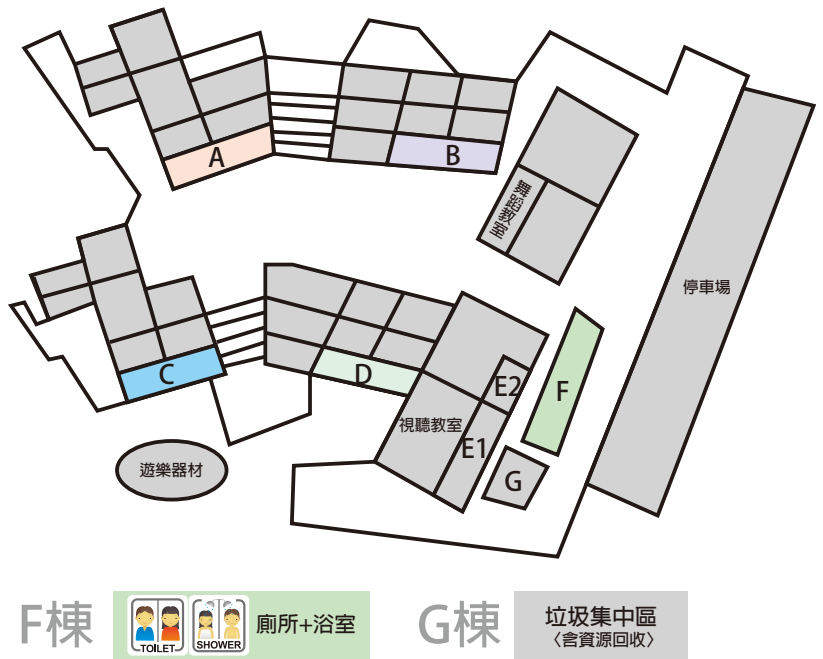 A
B
舞蹈教室
停車場
C
D
E2
F
視聽教室
E1
遊樂器材
G
F棟
TOILET
SHOWER
廁所+浴室
G棟
垃圾集中區
〈含資源回收〉